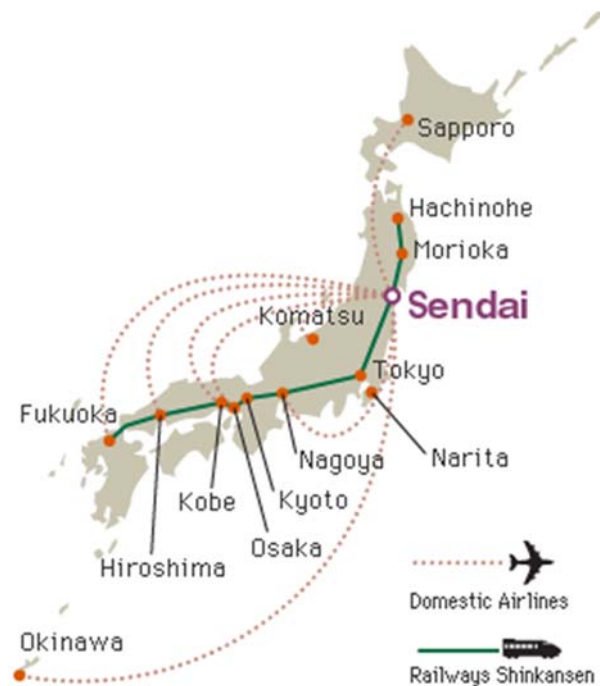 Sapporo
Hachinohe
Morioka
Sendai
Komatsu
Tokyo
Fukuoka
Nagoya
Narita
Kobe
Kyoto
Osaka
Hiroshima
Domestic Airlines
Okinawa
Railways Shinkansen